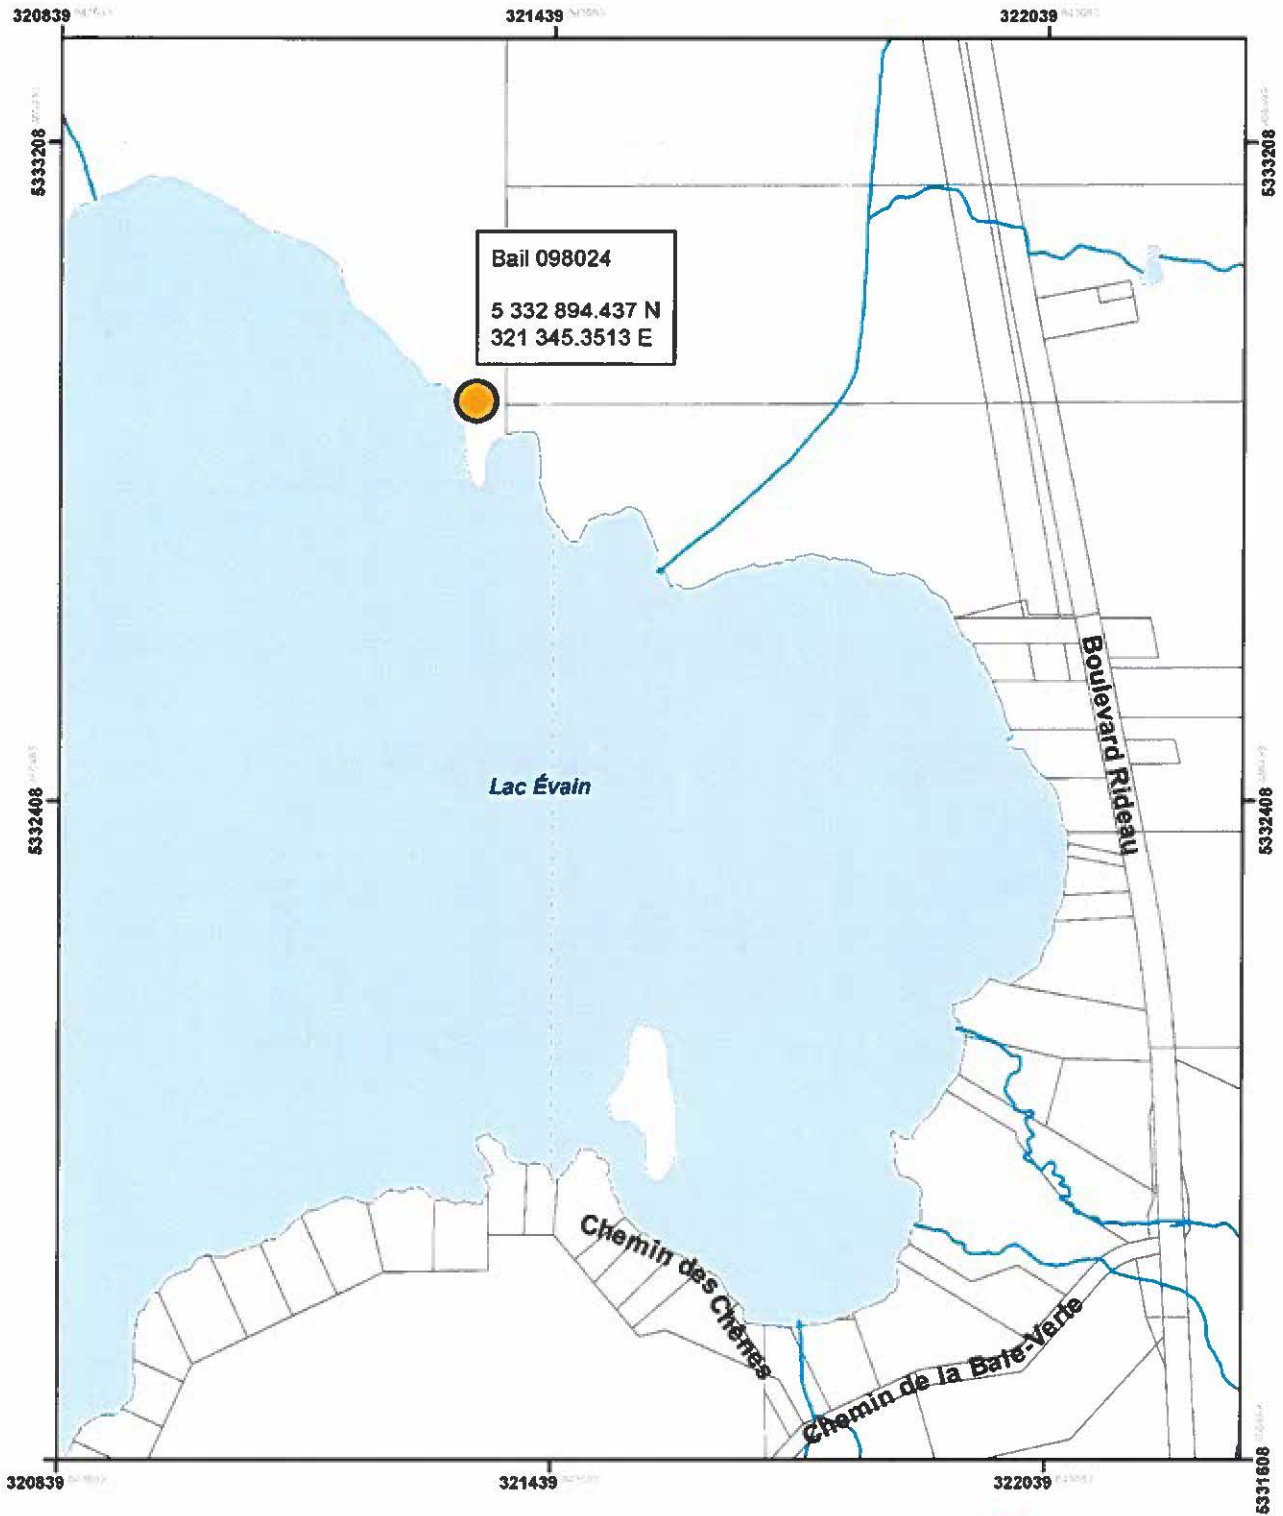 320839
321439
322039
5333208
5333208
Bail 098024
5 332 894.437 N
321 345.3513 E
Boulevard Rideau
Lac Évain
5332408
5332408
Chemin des Chênes
Chemin de la Baie-Verte
320839
321439
322039
5331608